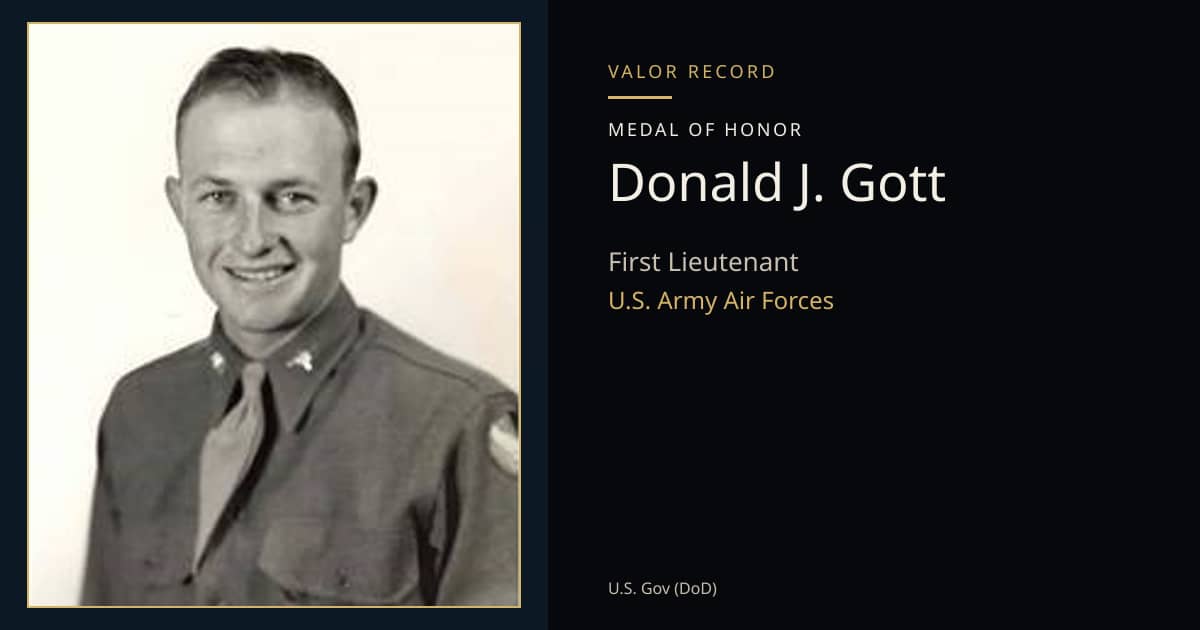 VALOR RECORD
MEDAL OF HONOR
Donald J. Gott
First Lieutenant
U.S. Army Air Forces
U.S. Gov (DoD)